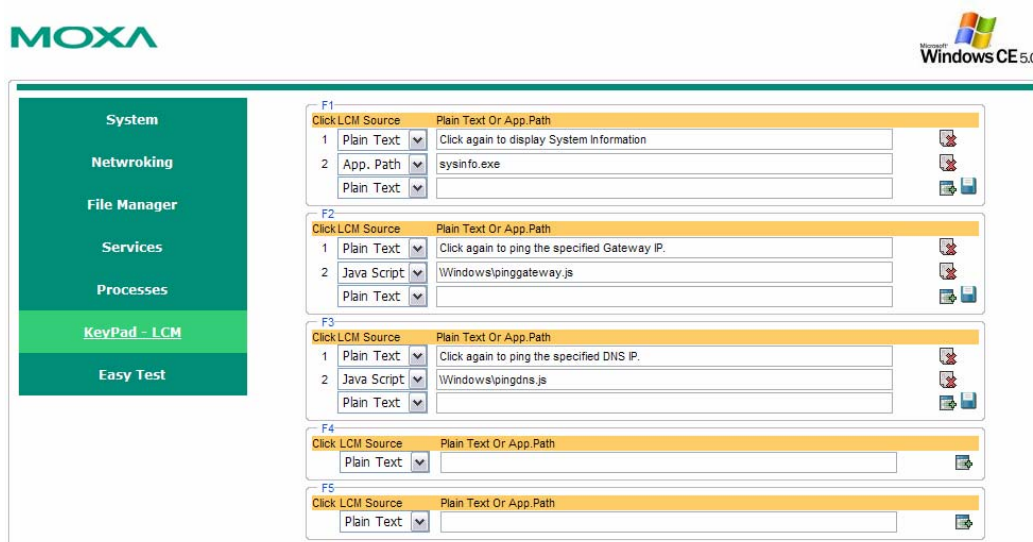 MOXA
Microsoft
Windows CE 5.0
System
Netwroking
File Manager
Services
Processes
KeyPad - LCM
Easy Test
F1
Click LCM Source Plain Text Or App.Path
1 Plain Text Click again to display System Information
2 App. Path sysinfo.exe
Plain Text
F2
Click LCM Source Plain Text Or App.Path
1 Plain Text Click again to ping the specified Gateway IP.
2 Java Script \Windows\pinggateway.js
Plain Text
F3
Click LCM Source Plain Text Or App.Path
1 Plain Text Click again to ping the specified DNS IP.
2 Java Script \Windows\pingdns.js
Plain Text
F4
Click LCM Source Plain Text Or App.Path
Plain Text
F5
Click LCM Source Plain Text Or App.Path
Plain Text